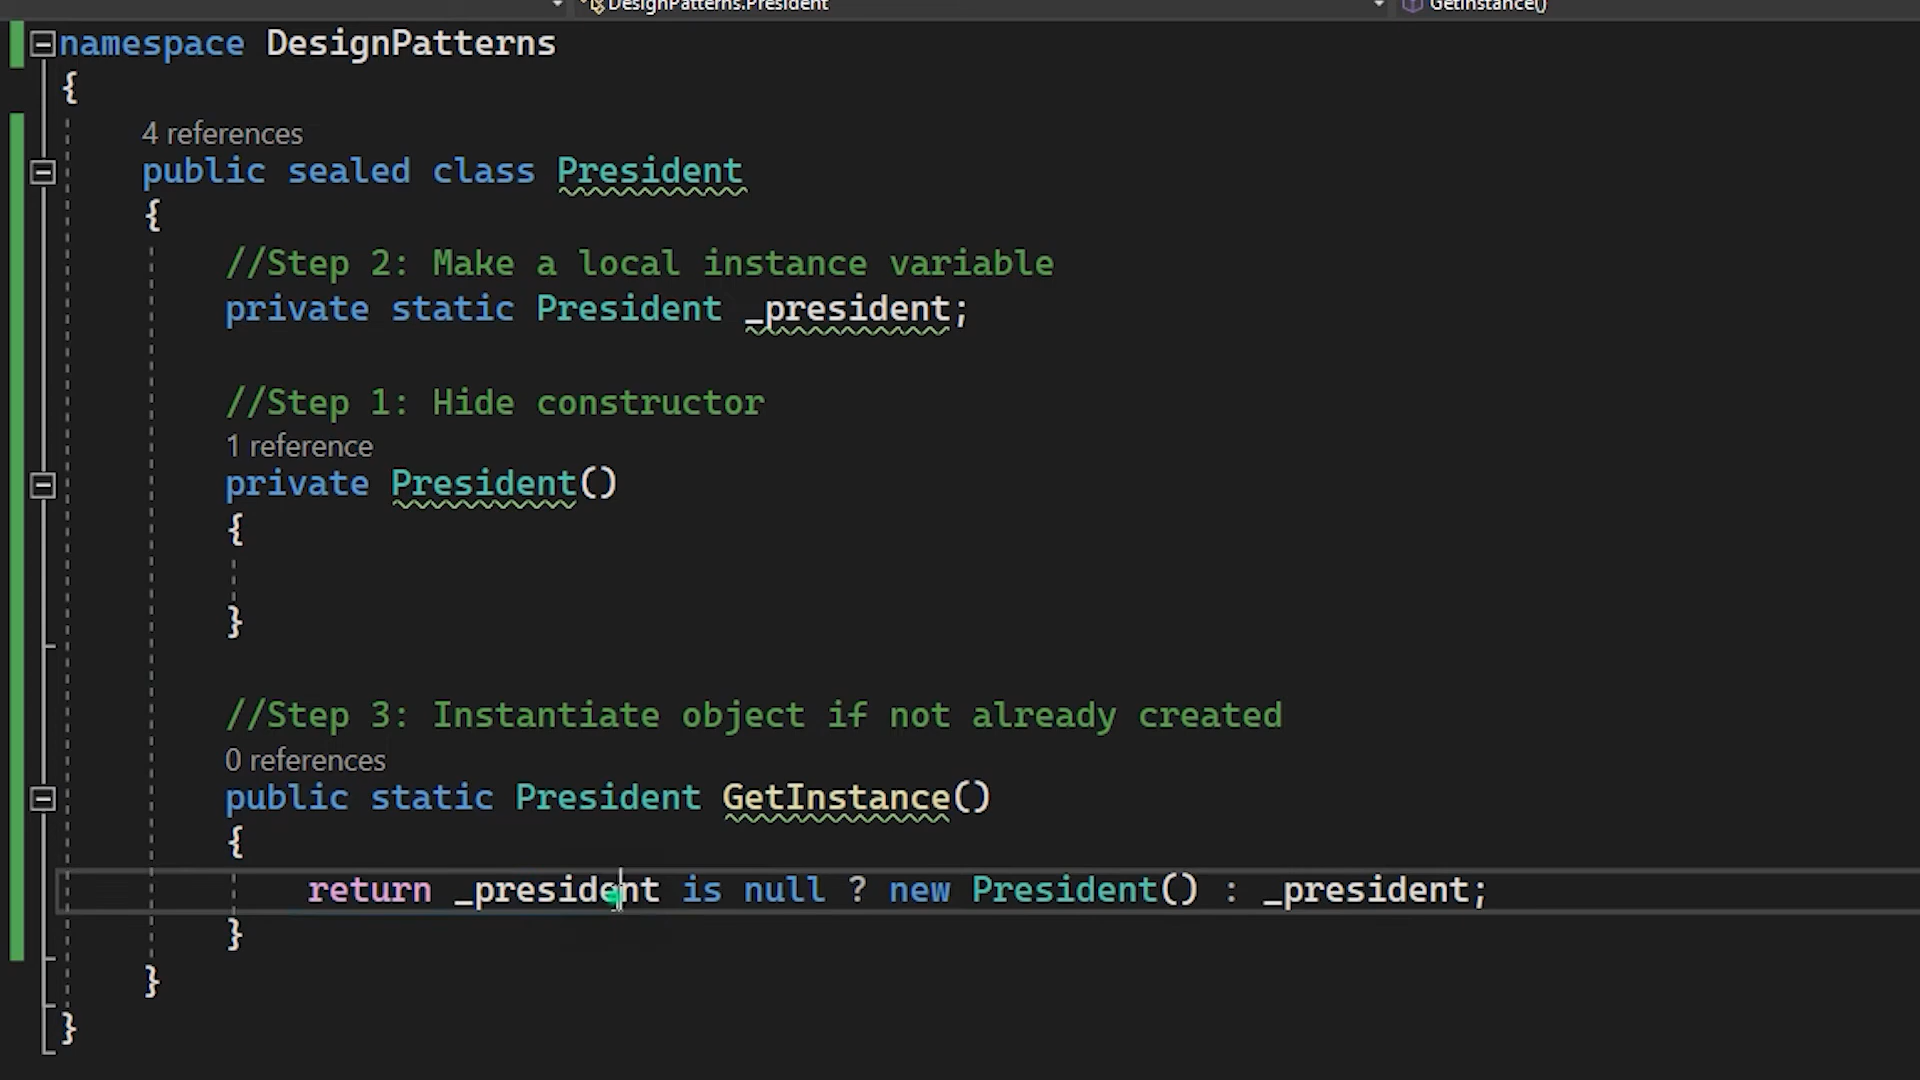 DesignPatterns.President
GetInstance()
namespace DesignPatterns
{
4 references
public sealed class President
{
//Step 2: Make a local instance variable
private static President _president;
//Step 1: Hide constructor
1 reference
private President()
{
}
//Step 3: Instantiate object if not already created
0 references
public static President GetInstance()
{
return _president is null ? new President() : _president;
}
}
}